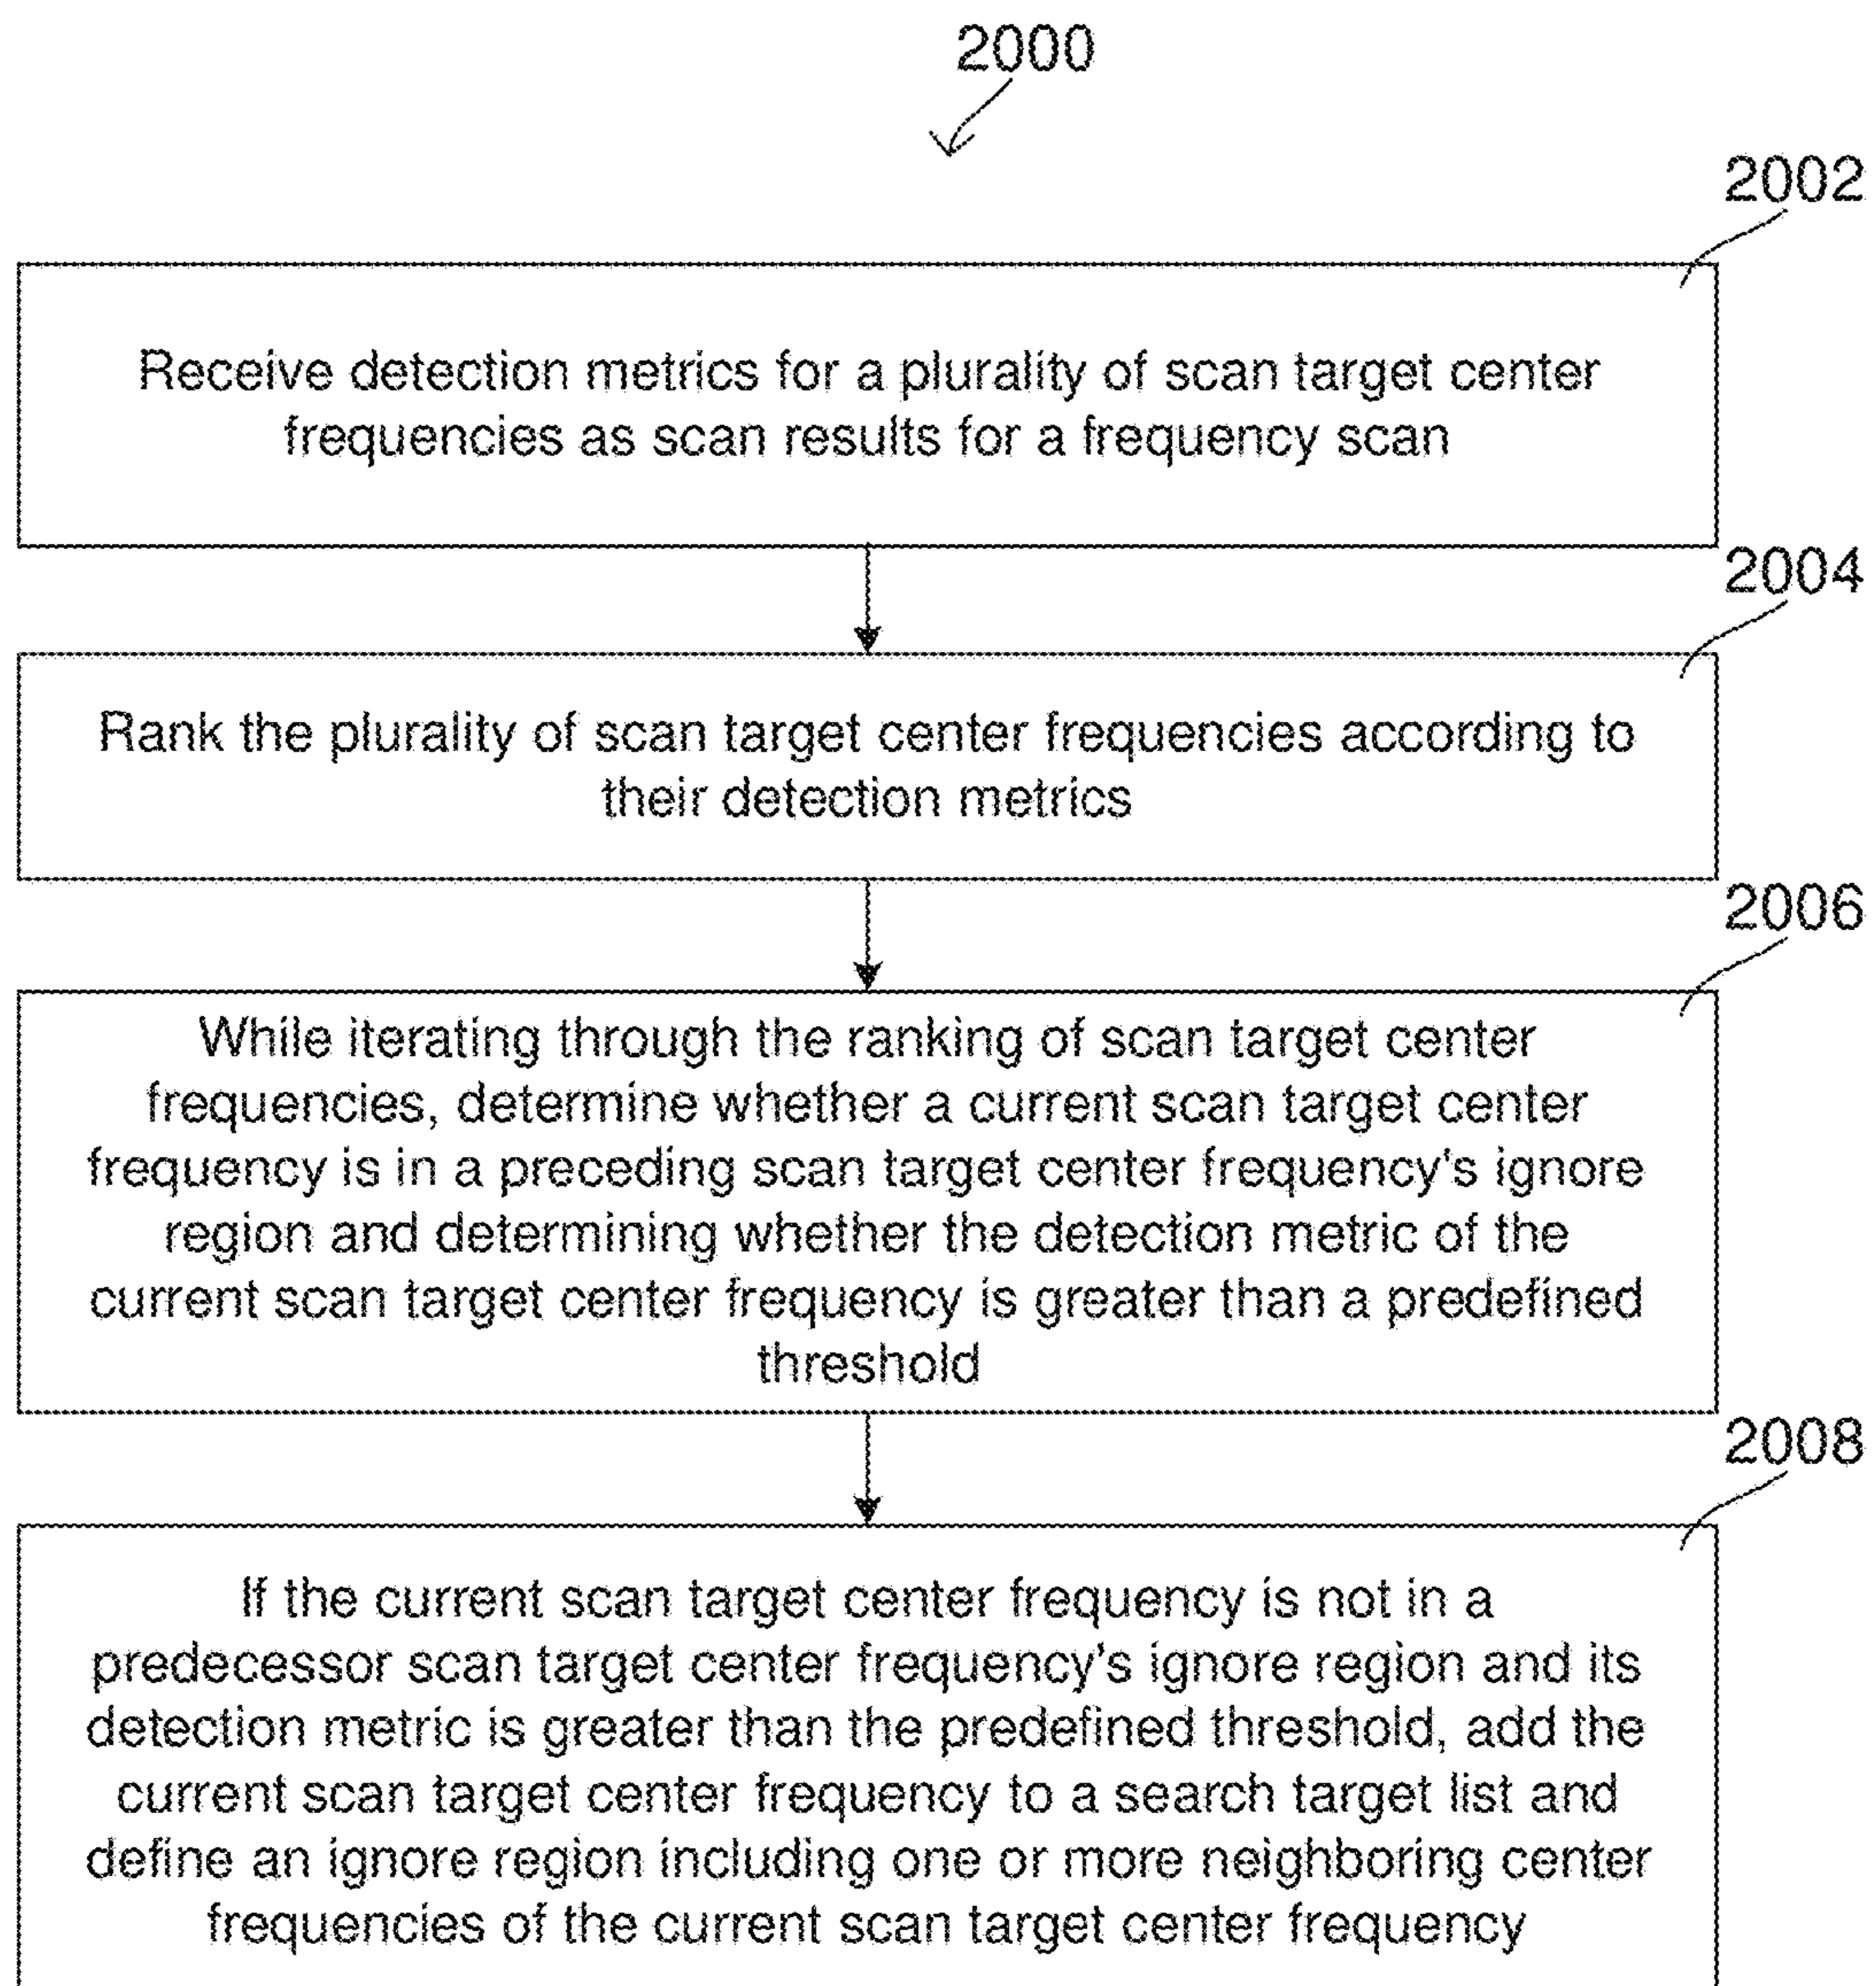 2000
2002
Receive detection metrics for a plurality of scan target center
frequencies as scan results for a frequency scan
2004
Rank the plurality of scan target center frequencies according to
their detection metrics
2006
While iterating through the ranking of scan target center
frequencies, determine whether a current scan target center
frequency is in a preceding scan target center frequency's ignore
region and determining whether the detection metric of the
current scan target center frequency is greater than a predefined
threshold
2008
If the current scan target center frequency is not in a
predecessor scan target center frequency's ignore region and its
detection metric is greater than the predefined threshold, add the
current scan target center frequency to a search target list and
define an ignore region including one or more neighboring center
frequencies of the current scan target center frequency